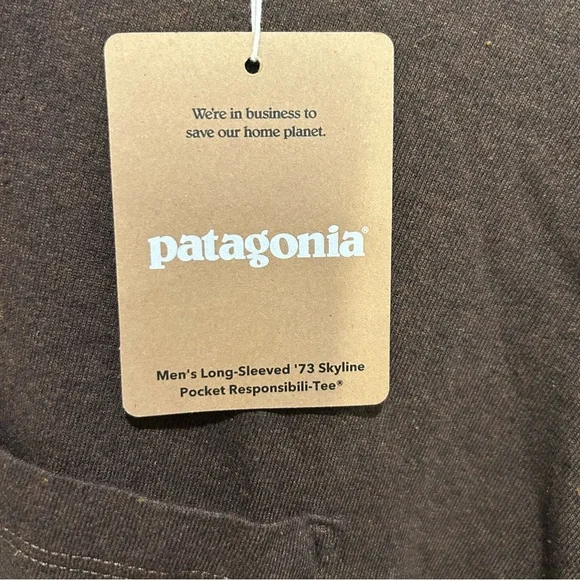 We're in business to
save our home planet.
patagonia®
Men's Long-Sleeved '73 Skyline
Pocket Responsibili-Tee®